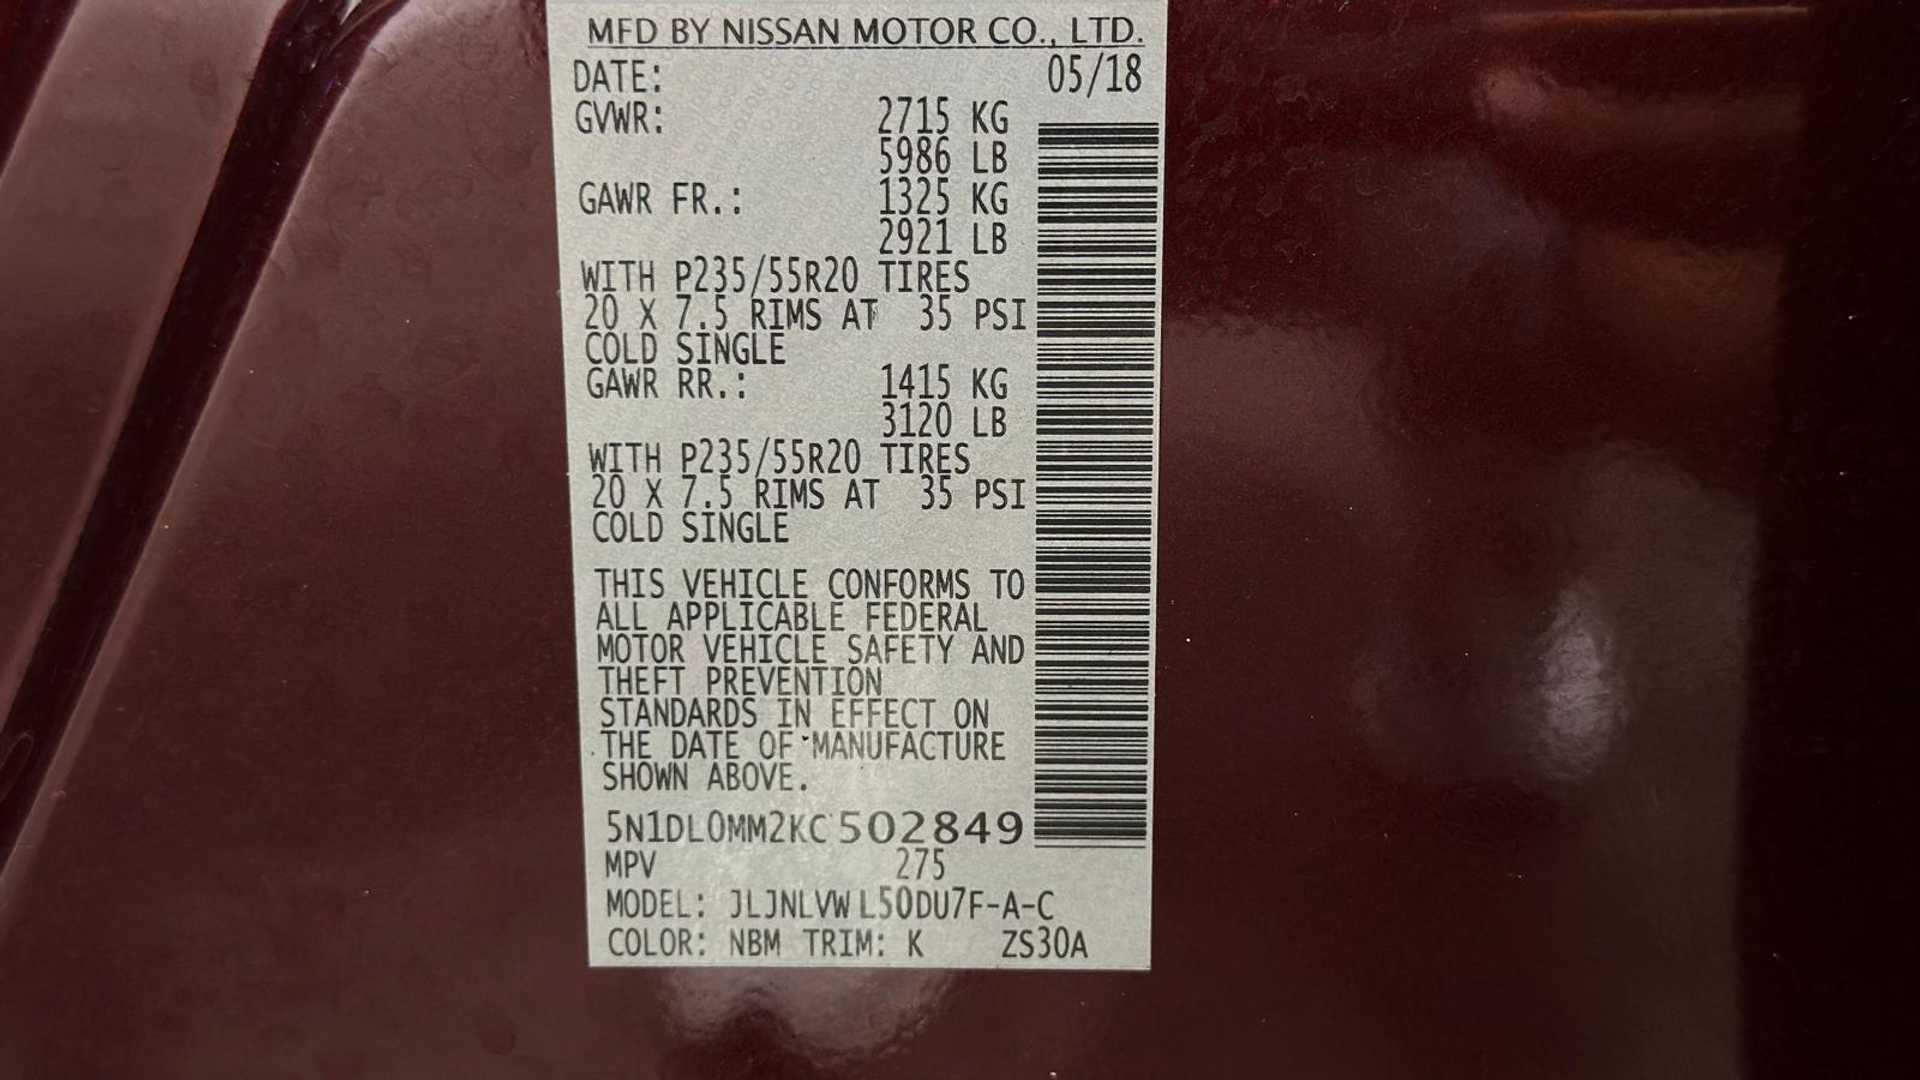 MFD BY NISSAN MOTOR CO., LTD.
DATE: 05/18
GVWR: 2715 KG
5986 LB
GAWR FR.: 1325 KG
2921 LB
WITH P235/55R20 TIRES
20 X 7.5 RIMS AT 35 PSI
COLD SINGLE
GAWR RR.: 1415 KG
3120 LB
WITH P235/55R20 TIRES
20 X 7.5 RIMS AT 35 PSI
COLD SINGLE
THIS VEHICLE CONFORMS TO
ALL APPLICABLE FEDERAL
MOTOR VEHICLE SAFETY AND
THEFT PREVENTION
STANDARDS IN EFFECT ON
THE DATE OF MANUFACTURE
SHOWN ABOVE.
5N1DL0MM2KC502849
MPV 275
MODEL: JLJNLVW L50DU7F-A-C
COLOR: NBM TRIM: K ZS30A